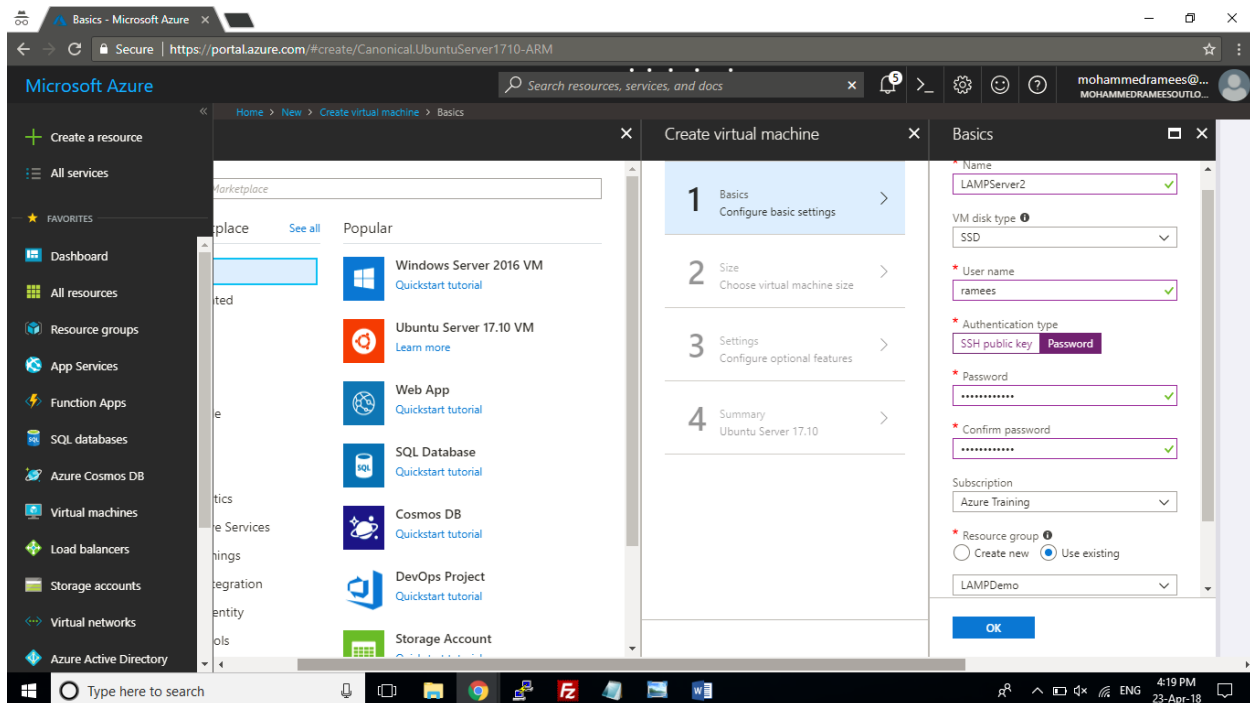 Basics - Microsoft Azure
Secure | https://portal.azure.com/#create/Canonical.UbuntuServer1710-ARM
Microsoft Azure
Search resources, services, and docs
5
mohammedramees@...
MOHAMMEDRAMEESOUTLO...
Home > New > Create virtual machine > Basics
Create a resource
All services
FAVORITES
Dashboard
All resources
Resource groups
App Services
Function Apps
SQL databases
Azure Cosmos DB
Virtual machines
Load balancers
Storage accounts
Virtual networks
Azure Active Directory
Marketplace
place
See all
ted
e
tics
e Services
hings
tegration
entity
ols
Popular
Windows Server 2016 VM
Quickstart tutorial
Ubuntu Server 17.10 VM
Learn more
Web App
Quickstart tutorial
SQL Database
Quickstart tutorial
Cosmos DB
Quickstart tutorial
DevOps Project
Quickstart tutorial
Storage Account
Create virtual machine
1
Basics
Configure basic settings
2
Size
Choose virtual machine size
3
Settings
Configure optional features
4
Summary
Ubuntu Server 17.10
Basics
* Name
LAMPServer2
VM disk type
SSD
* User name
ramees
* Authentication type
SSH public key Password
* Password
* Confirm password
Subscription
Azure Training
* Resource group
Create new Use existing
LAMPDemo
OK
Type here to search
ENG
4:19 PM
23-Apr-18